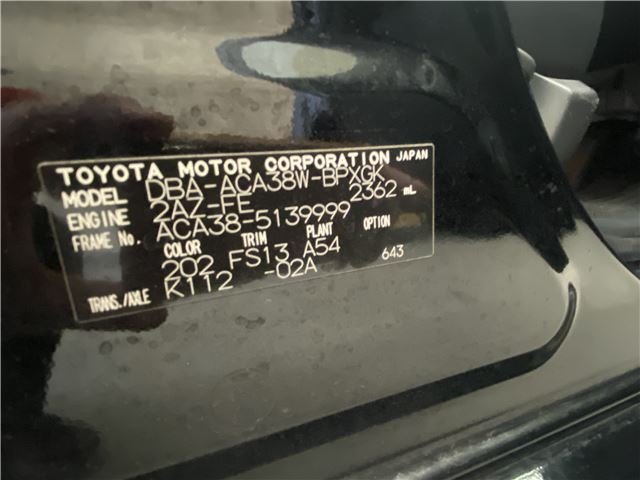 TOYOTA MOTOR CORPORATION JAPAN
MODEL DBA-ACA38W-BPXGK
ENGINE 2AZ-FE 2362 mL
FRAME No. ACA38-5139999
COLOR TRIM PLANT OPTION
202 FS13 A54 643
TRANS./AXLE K112 -02A